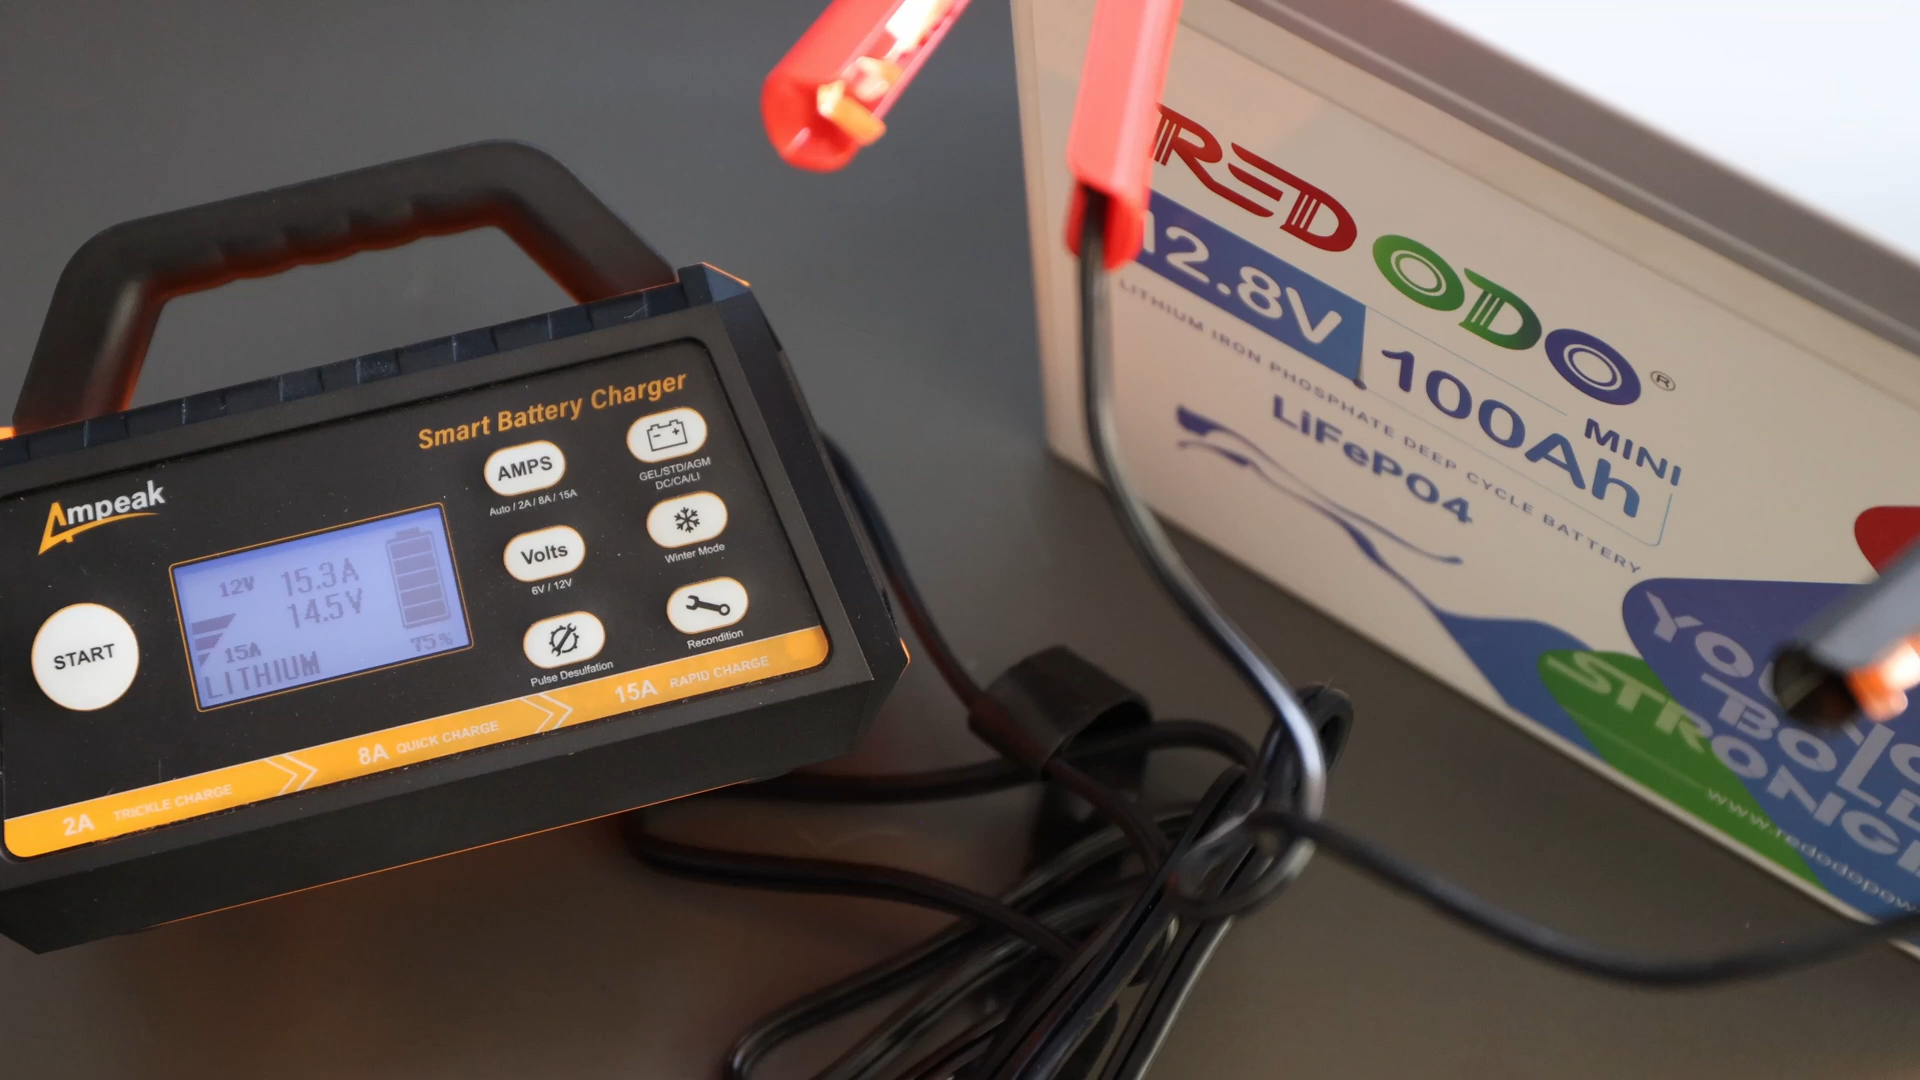 Ampeak
Smart Battery Charger
START
12V 15.3A
14.5V
15A
75%
LITHIUM
AMPS
Auto / 2A / 8A / 15A
GEL/STD/AGM
DC/CA/LI
Volts
6V / 12V
Winter Mode
Pulse Desulfation
Recondition
2A TRICKLE CHARGE
8A QUICK CHARGE
15A RAPID CHARGE
REDODO®
12.8V 100Ah MINI
LITHIUM IRON PHOSPHATE DEEP CYCLE BATTERY
LiFePO4
STRONG
www.redodopow